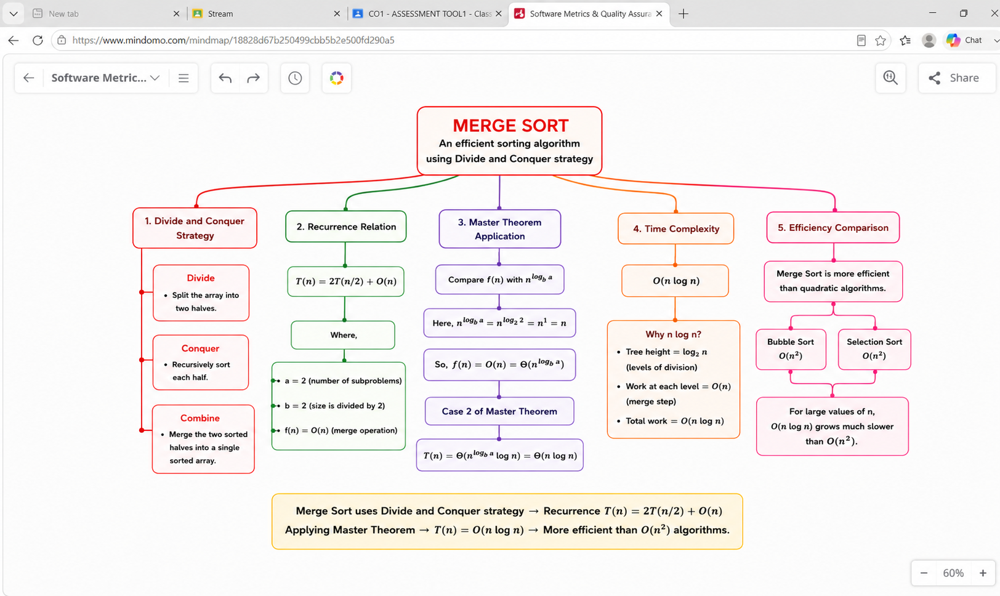 New tab
Stream
CO1 - ASSESSMENT TOOL1 - Class
Software Metrics & Quality Assura
https://www.mindomo.com/mindmap/18828d67b250499cbb5b2e500fd290a5
Chat
Software Metric...
Share
MERGE SORT
An efficient sorting algorithm
using Divide and Conquer strategy
1. Divide and Conquer
Strategy
Divide
• Split the array into
two halves.
Conquer
• Recursively sort
each half.
Combine
• Merge the two sorted
halves into a single
sorted array.
2. Recurrence Relation
T(n) = 2T(n/2) + O(n)
Where,
• a = 2 (number of subproblems)
• b = 2 (size is divided by 2)
• f(n) = O(n) (merge operation)
3. Master Theorem
Application
Compare f(n) with n^{log_b a}
Here, n^{log_b a} = n^{log_2 2} = n^1 = n
So, f(n) = O(n) = Θ(n^{log_b a})
Case 2 of Master Theorem
T(n) = Θ(n^{log_b a} log n) = Θ(n log n)
4. Time Complexity
O(n log n)
Why n log n?
• Tree height = log₂ n
(levels of division)
• Work at each level = O(n)
(merge step)
• Total work = O(n log n)
5. Efficiency Comparison
Merge Sort is more efficient
than quadratic algorithms.
Bubble Sort
O(n²)
Selection Sort
O(n²)
For large values of n,
O(n log n) grows much slower
than O(n²).
Merge Sort uses Divide and Conquer strategy → Recurrence T(n) = 2T(n/2) + O(n)
Applying Master Theorem → T(n) = O(n log n) → More efficient than O(n²) algorithms.
60%